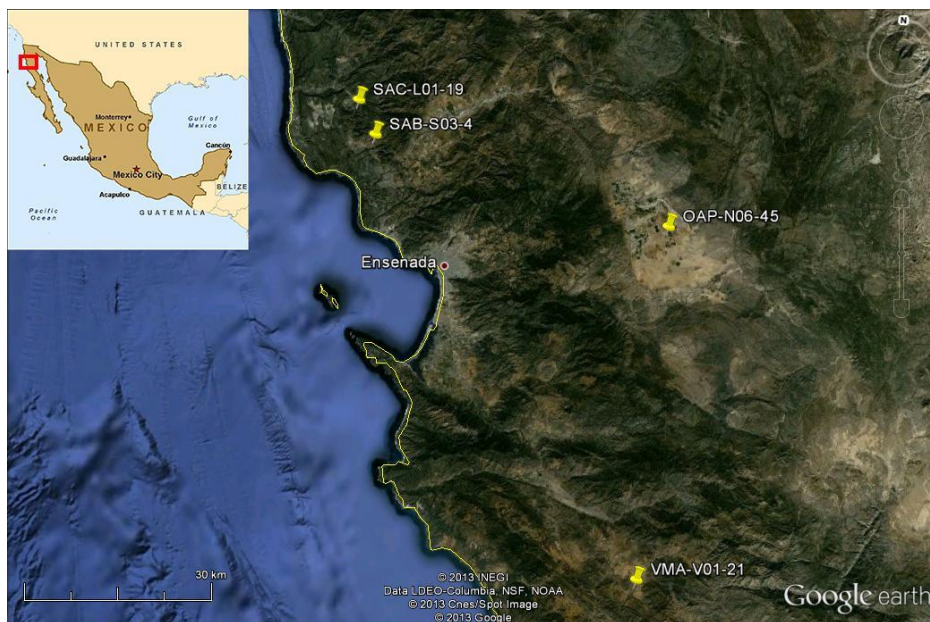 UNITED STATES
Monterrey
MEXICO
Gulf of
Mexico
Cancún
Guadalajara
Mexico City
Acapulco
BELIZE
Pacific
Ocean
GUATEMALA
N
SAC-L01-19
SAB-S03-4
OAP-N06-45
Ensenada
VMA-V01-21
30 km
© 2013 INEGI
Data LDEO-Columbia, NSF, NOAA
© 2013 Cnes/Spot Image
© 2013 Google
Google earth